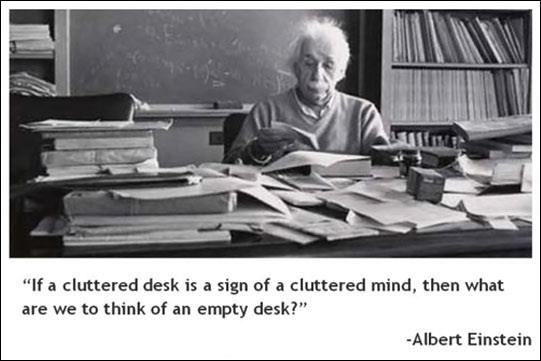 “If a cluttered desk is a sign of a cluttered mind, then what
are we to think of an empty desk?”
-Albert Einstein